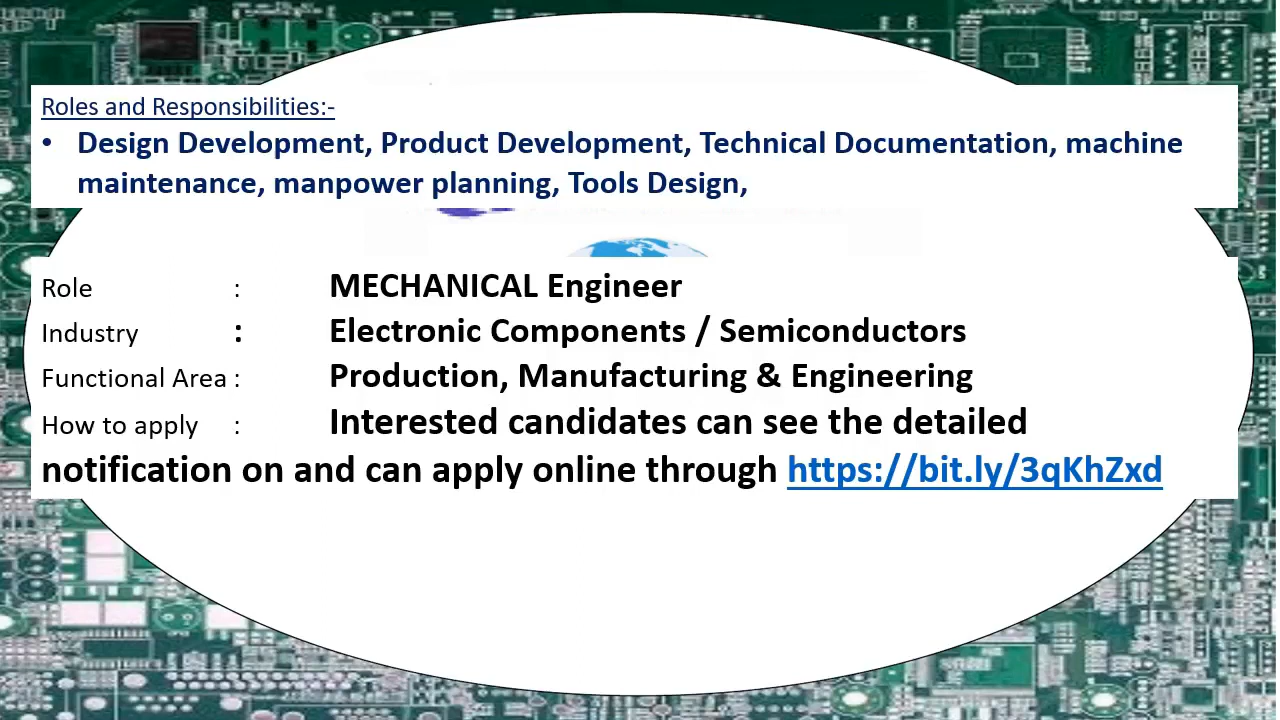 Roles and Responsibilities:-
• Design Development, Product Development, Technical Documentation, machine
maintenance, manpower planning, Tools Design,
Role : MECHANICAL Engineer
Industry : Electronic Components / Semiconductors
Functional Area : Production, Manufacturing & Engineering
How to apply : Interested candidates can see the detailed
notification on and can apply online through https://bit.ly/3qKhZxd